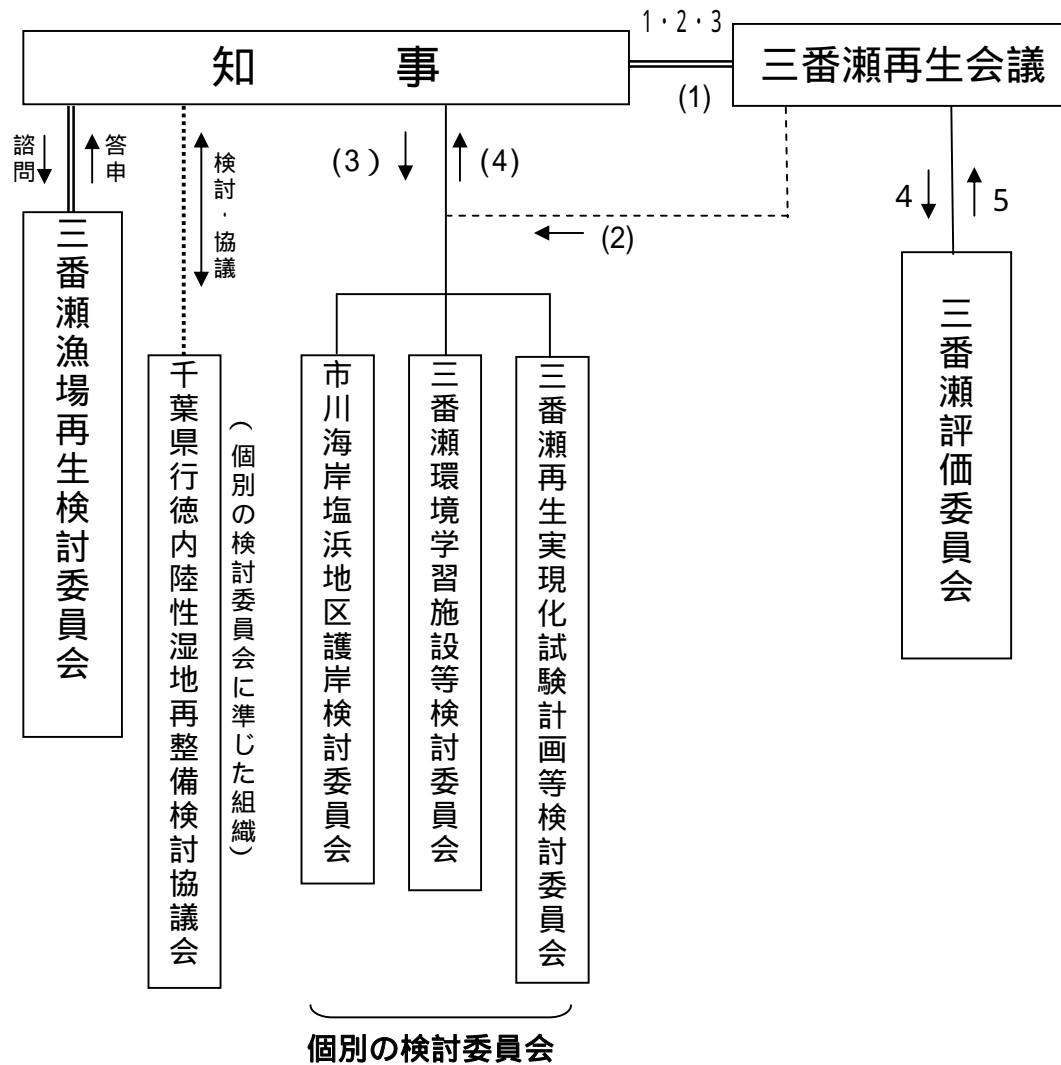 知 事
1・2・3
(1)
三番瀬再生会議
諮問
答申
検討・協議
(3）
(4)
(2)
4
5
三番瀬漁場再生検討委員会
千葉県行徳内陸性湿地再整備検討協議会
（個別の検討委員会に準じた組織）
市川海岸塩浜地区護岸検討委員会
三番瀬環境学習施設等検討委員会
三番瀬再生実現化試験計画等検討委員会
三番瀬評価委員会
個別の検討委員会